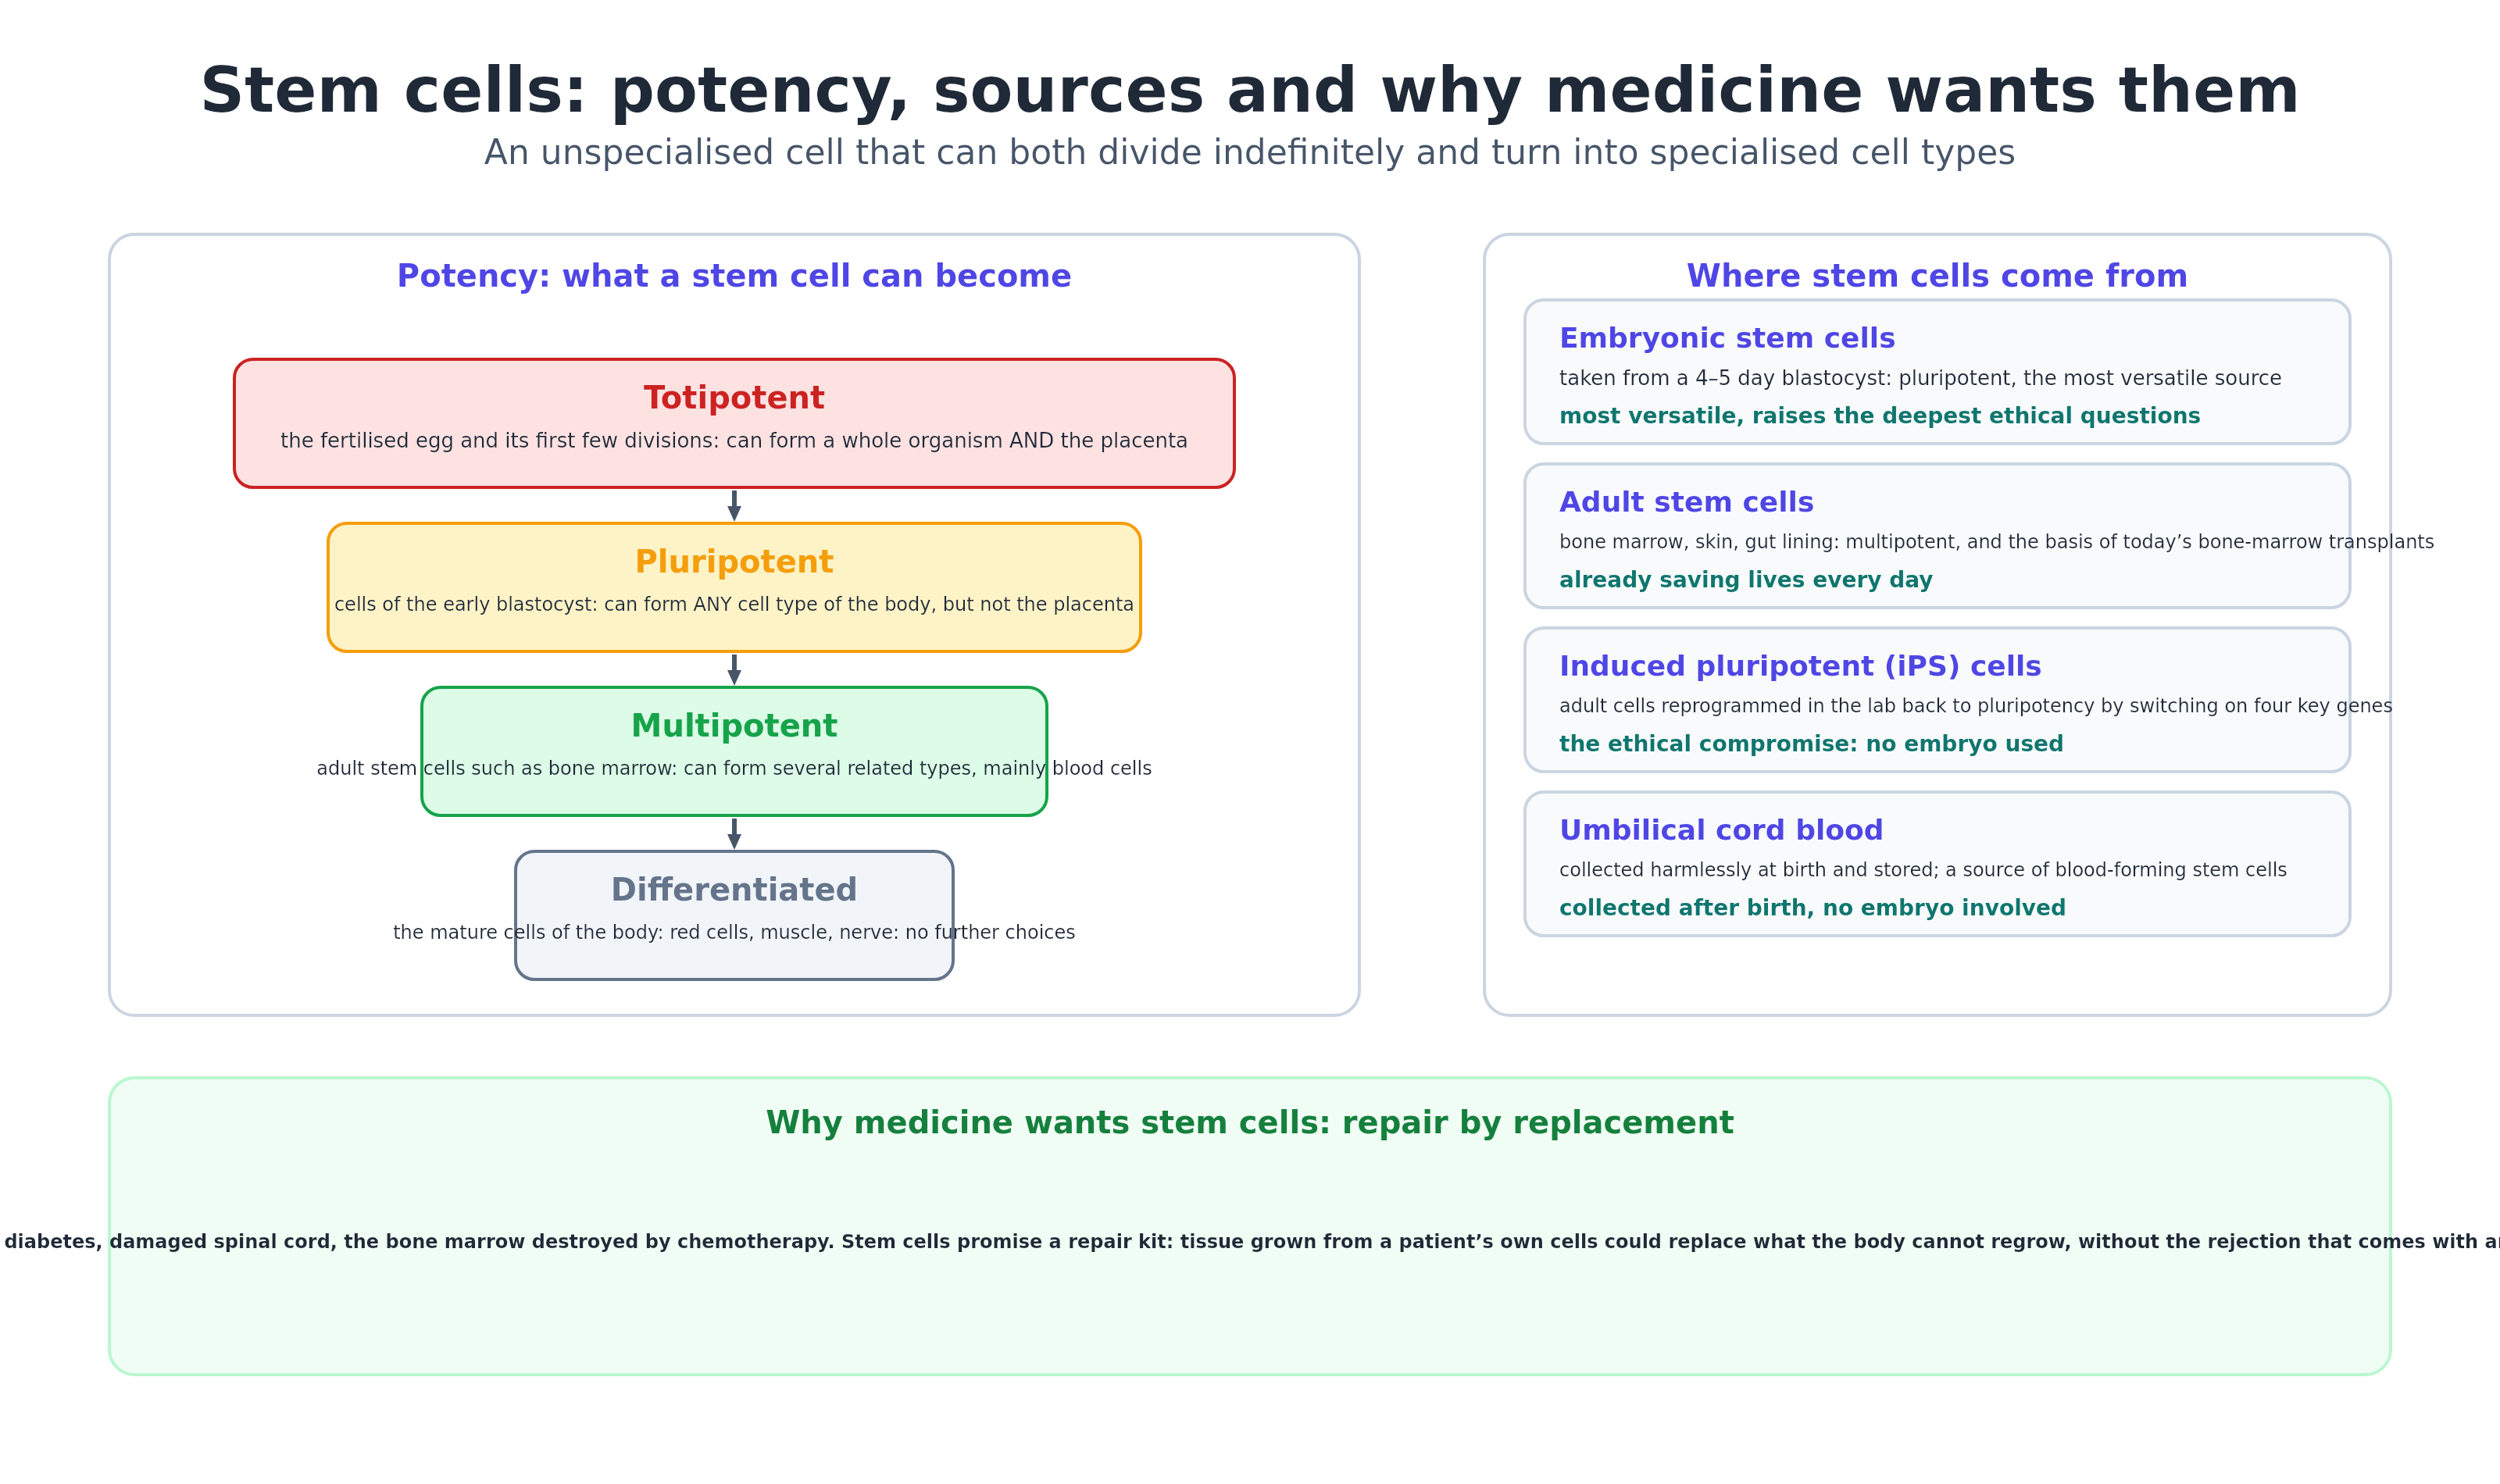 Stem cells: potency, sources and why medicine wants them
An unspecialised cell that can both divide indefinitely and turn into specialised cell types
Potency: what a stem cell can become
Totipotent
the fertilised egg and its first few divisions: can form a whole organism AND the placenta
Pluripotent
cells of the early blastocyst: can form ANY cell type of the body, but not the placenta
Multipotent
adult stem cells such as bone marrow: can form several related types, mainly blood cells
Differentiated
the mature cells of the body: red cells, muscle, nerve: no further choices
Where stem cells come from
Embryonic stem cells
taken from a 4–5 day blastocyst: pluripotent, the most versatile source
most versatile, raises the deepest ethical questions
Adult stem cells
bone marrow, skin, gut lining: multipotent, and the basis of today’s bone-marrow transplants
already saving lives every day
Induced pluripotent (iPS) cells
adult cells reprogrammed in the lab back to pluripotency by switching on four key genes
the ethical compromise: no embryo used
Umbilical cord blood
collected harmlessly at birth and stored; a source of blood-forming stem cells
collected after birth, no embryo involved
Why medicine wants stem cells: repair by replacement
diabetes, damaged spinal cord, the bone marrow destroyed by chemotherapy. Stem cells promise a repair kit: tissue grown from a patient’s own cells could replace what the body cannot regrow, without the rejection that comes with